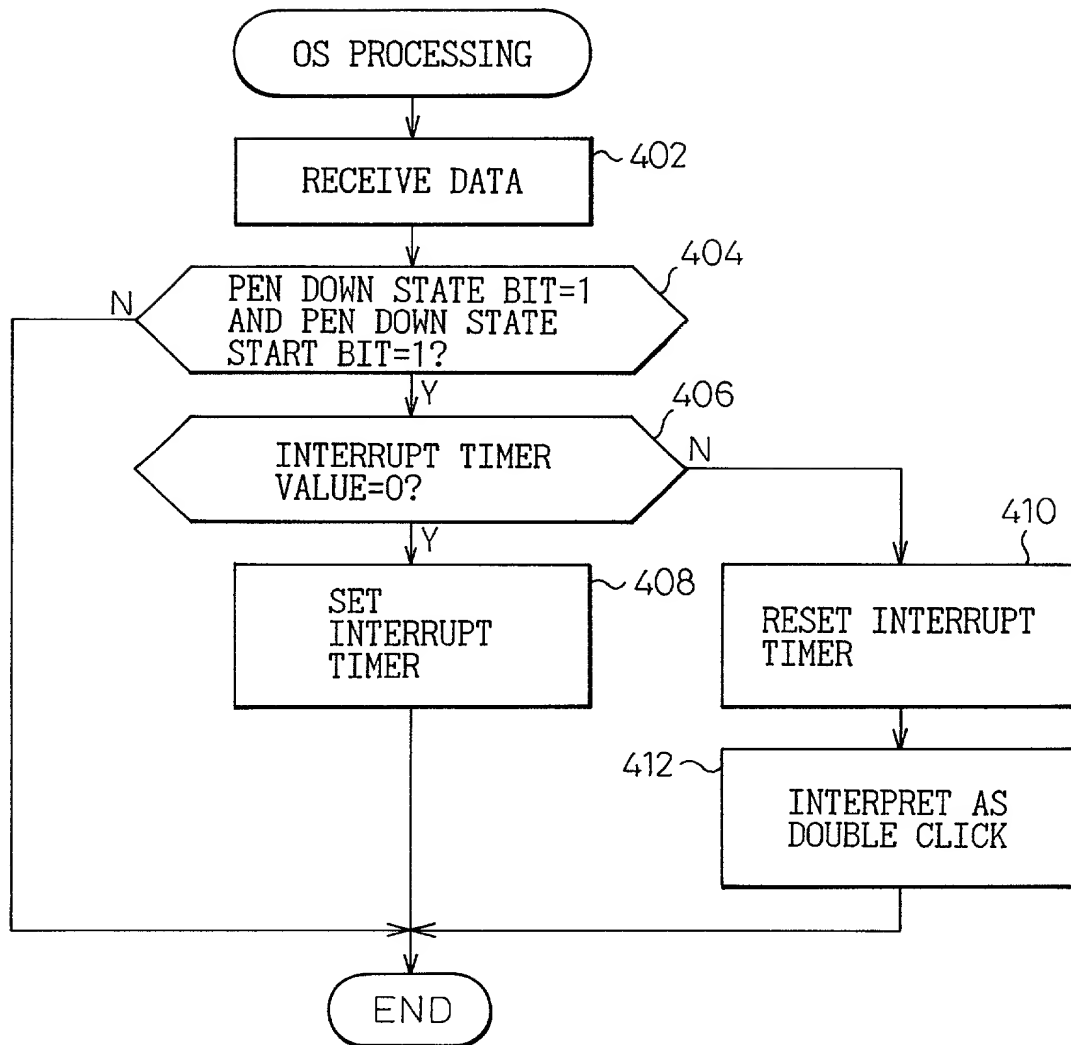 OS PROCESSING
RECEIVE DATA
402
PEN DOWN STATE BIT=1
AND PEN DOWN STATE
START BIT=1?
404
N
Y
INTERRUPT TIMER
VALUE=0?
406
N
Y
SET
INTERRUPT
TIMER
408
RESET INTERRUPT
TIMER
410
412
INTERPRET AS
DOUBLE CLICK
END